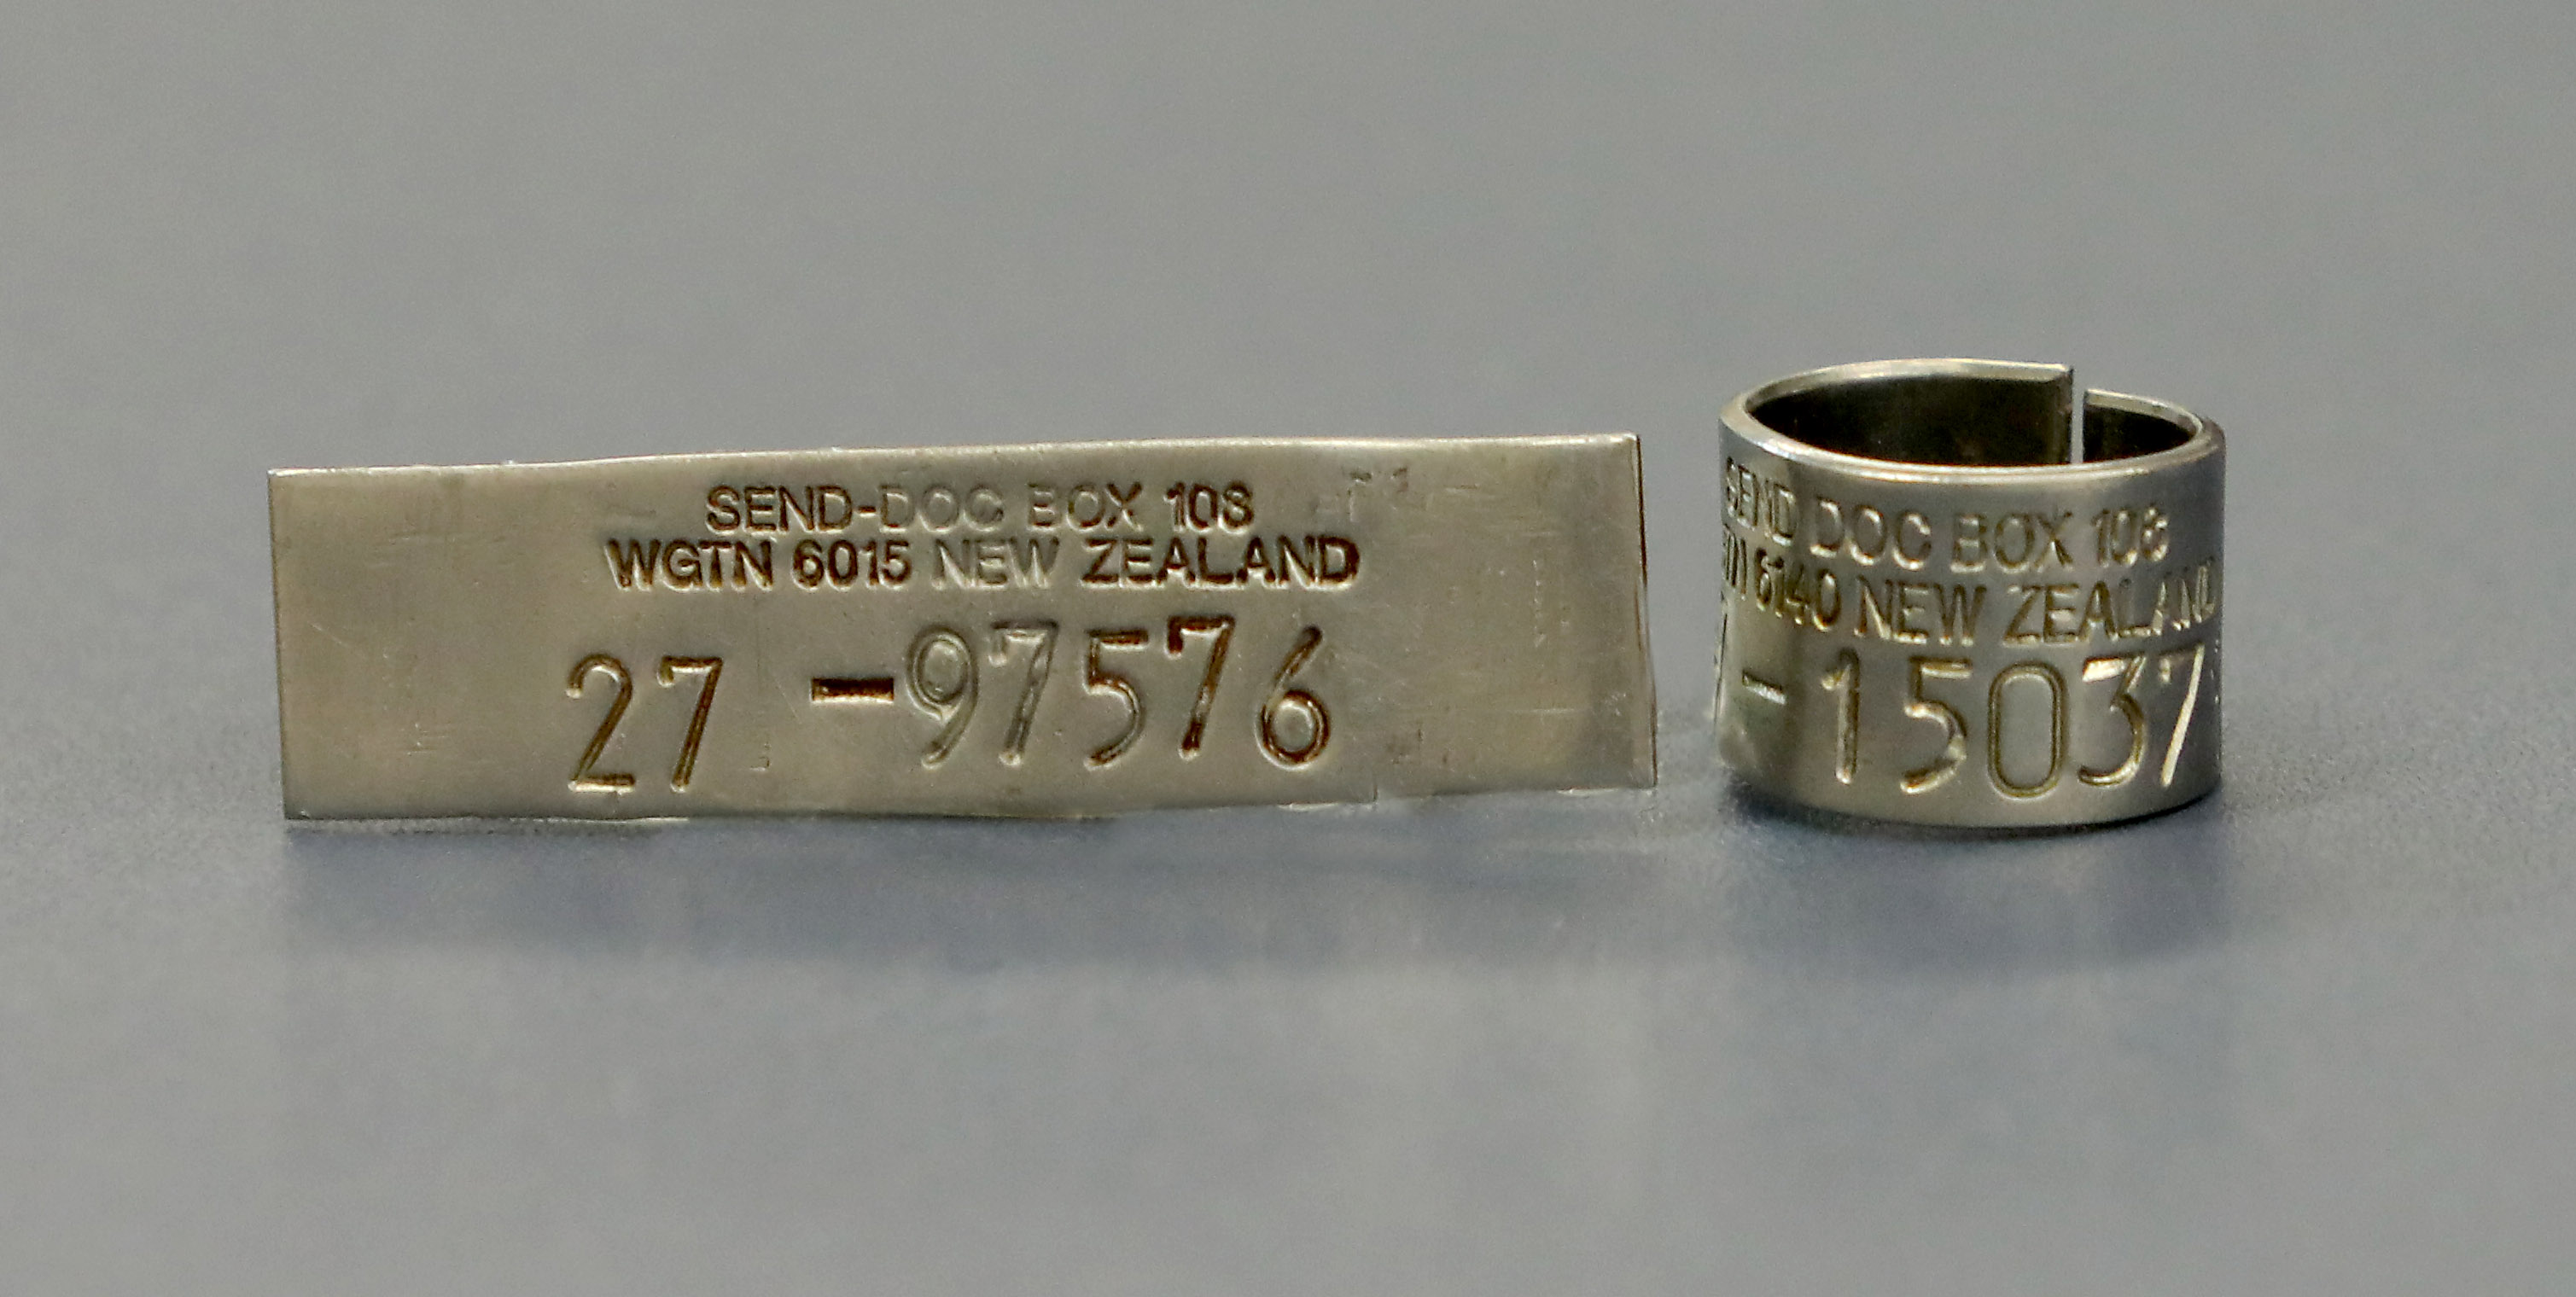 SEND-DOC BOX 108
WGTN 6015 NEW ZEALAND
27 -97576
SEND DOC BOX 108
6140 NEW ZEALAND
-15037